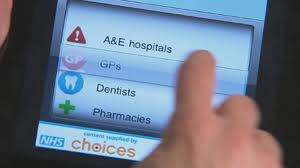 A&E hospitals
GPs
Dentists
Pharmacies
content supplied by
NHS choices